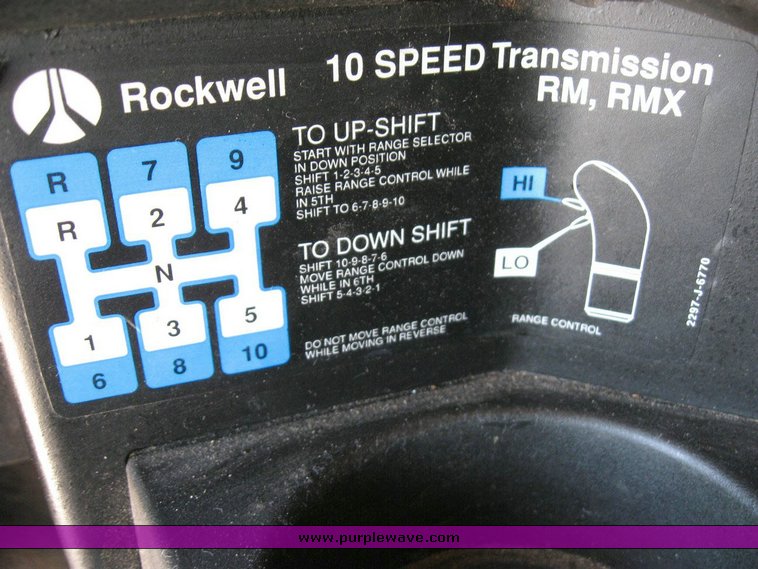 Rockwell 10 SPEED Transmission
RM, RMX
R 7 9
R 2 4
N
1 3 5
6 8 10
TO UP-SHIFT
START WITH RANGE SELECTOR
IN DOWN POSITION
SHIFT 1-2-3-4-5
RAISE RANGE CONTROL WHILE
IN 5TH
SHIFT TO 6-7-8-9-10
TO DOWN SHIFT
SHIFT 10-9-8-7-6
MOVE RANGE CONTROL DOWN
WHILE IN 6TH
SHIFT 5-4-3-2-1
DO NOT MOVE RANGE CONTROL
WHILE MOVING IN REVERSE
HI
LO
RANGE CONTROL
2297-J-6770
www.purplewave.com